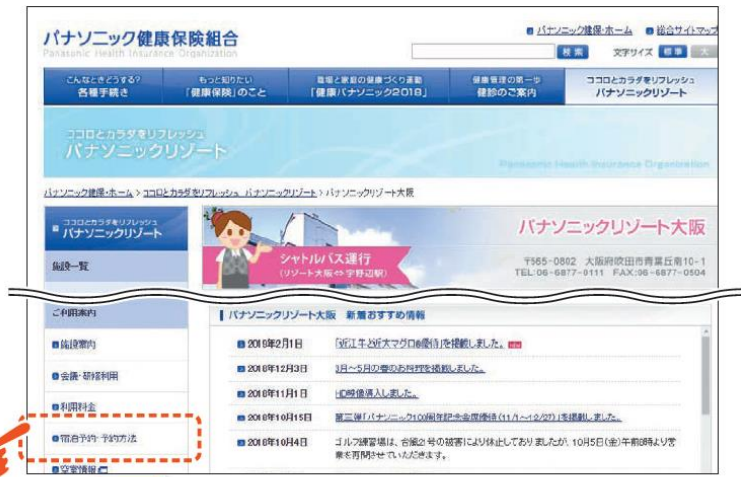 パナソニック健保・ホーム 総合サイトマップ
パナソニック健康保険組合
Panasonic Health Insurance Organization
検索 文字サイズ 標準 大
こんなときどうする? もっと知りたい 職場と家庭の健康づくり運動 健康管理の第一歩 ココロとカラダをリフレッシュ
各種手続き 「健康保険」のこと 「健康パナソニック2018」 健診のご案内 パナソニックリゾート
ココロとカラダをリフレッシュ
パナソニックリゾート
Panasonic Health Insurance Organization
パナソニック健保・ホーム > ココロとカラダをリフレッシュ パナソニックリゾート > パナソニックリゾート大阪
ココロとカラダをリフレッシュ
パナソニックリゾート
施設一覧
パナソニックリゾート大阪
シャトルバス運行
(リゾート大阪⇔宇野辺駅)
〒565-0802 大阪府吹田市青葉丘南10-1
TEL:06-6877-0111 FAX:06-6877-0504
ご利用案内
施設案内
会議・研修利用
利用料金
宿泊予約・予約方法
空室情報
パナソニックリゾート大阪 新着おすすめ情報
2019年2月1日 「近江牛と近大マグロの優待」を掲載しました。
2018年12月3日 3月~5月の春のお料理を掲載しました。
2018年11月1日 HD映像導入しました。
2018年10月15日 第三弾「パナソニック100周年記念会席優待(11/1~12/27)」を掲載しました。
2018年10月4日 ゴルフ練習場は、台風21号の被害により休止しておりましたが、10月5日(金)午前8時より営
業を再開させていただきます。